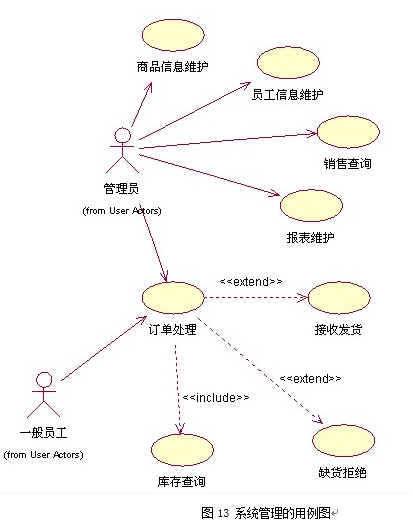 商品信息维护
员工信息维护
销售查询
管理员
(from User Actors)
报表维护
<<extend>>
订单处理
接收发货
<<extend>>
<<include>>
一般员工
(from User Actors)
库存查询
缺货拒绝
图 13 系统管理的用例图↵